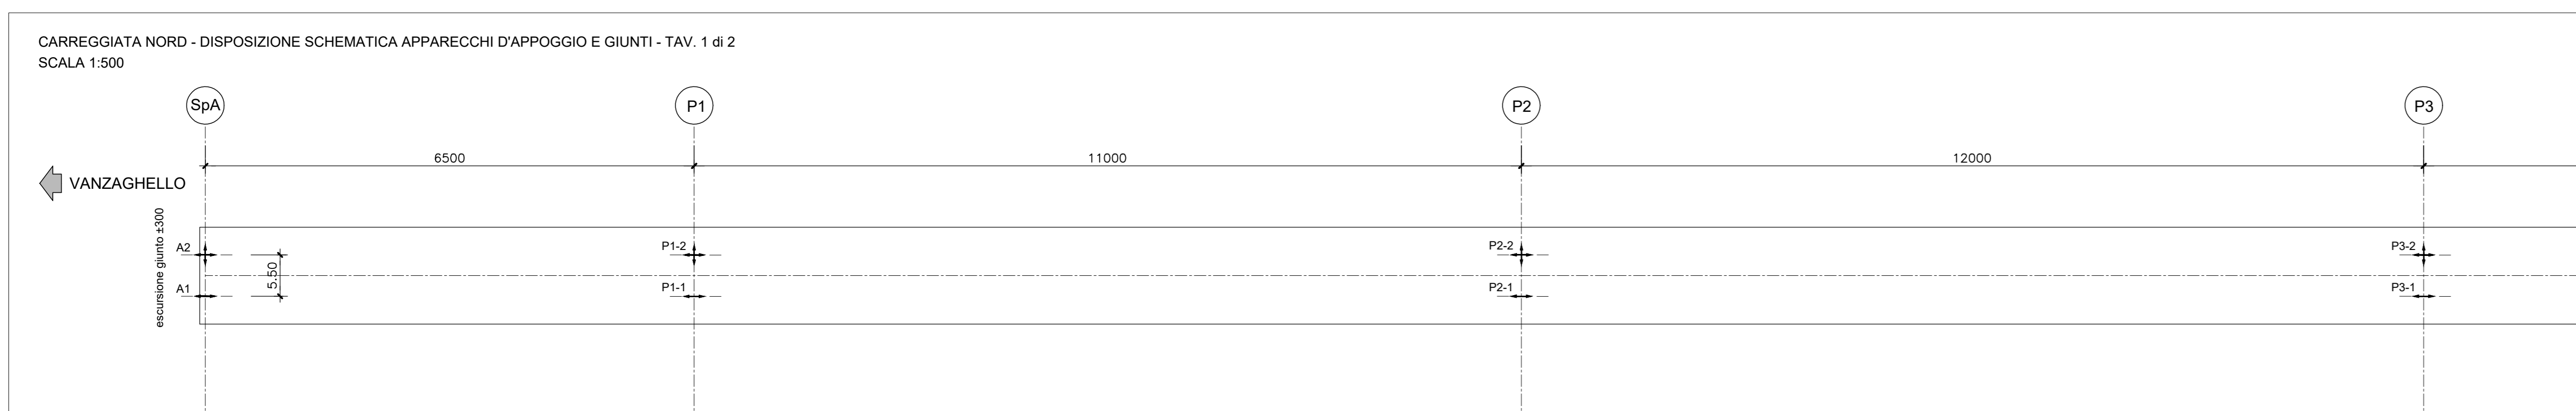 CARREGGIATA NORD - DISPOSIZIONE SCHEMATICA APPARECCHI D'APPOGGIO E GIUNTI - TAV. 1 di 2
SCALA 1:500
SpA
P1
P2
P3
6500
11000
12000
VANZAGHELLO
escursione giunto ±300
A2
P1-2
P2-2
P3-2
5.50
A1
P1-1
P2-1
P3-1